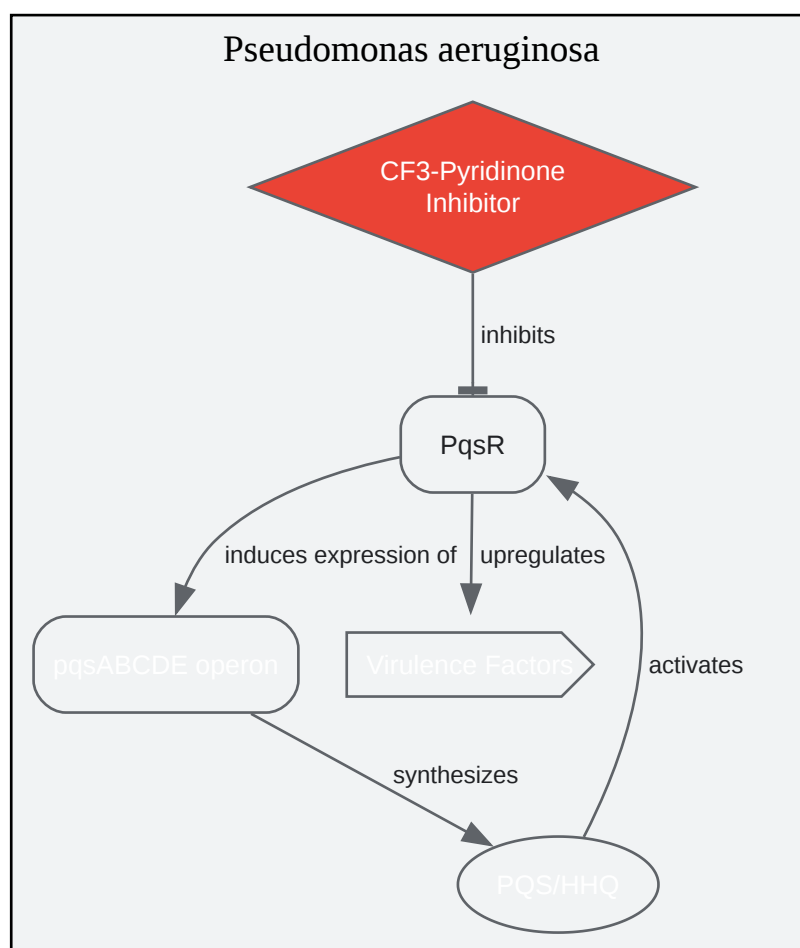 Pseudomonas aeruginosa
CF3-Pyridinone
Inhibitor
inhibits
PqsR
induces expression of
upregulates
pqsABCDE operon
Virulence Factors
activates
synthesizes
PQS/HHQ